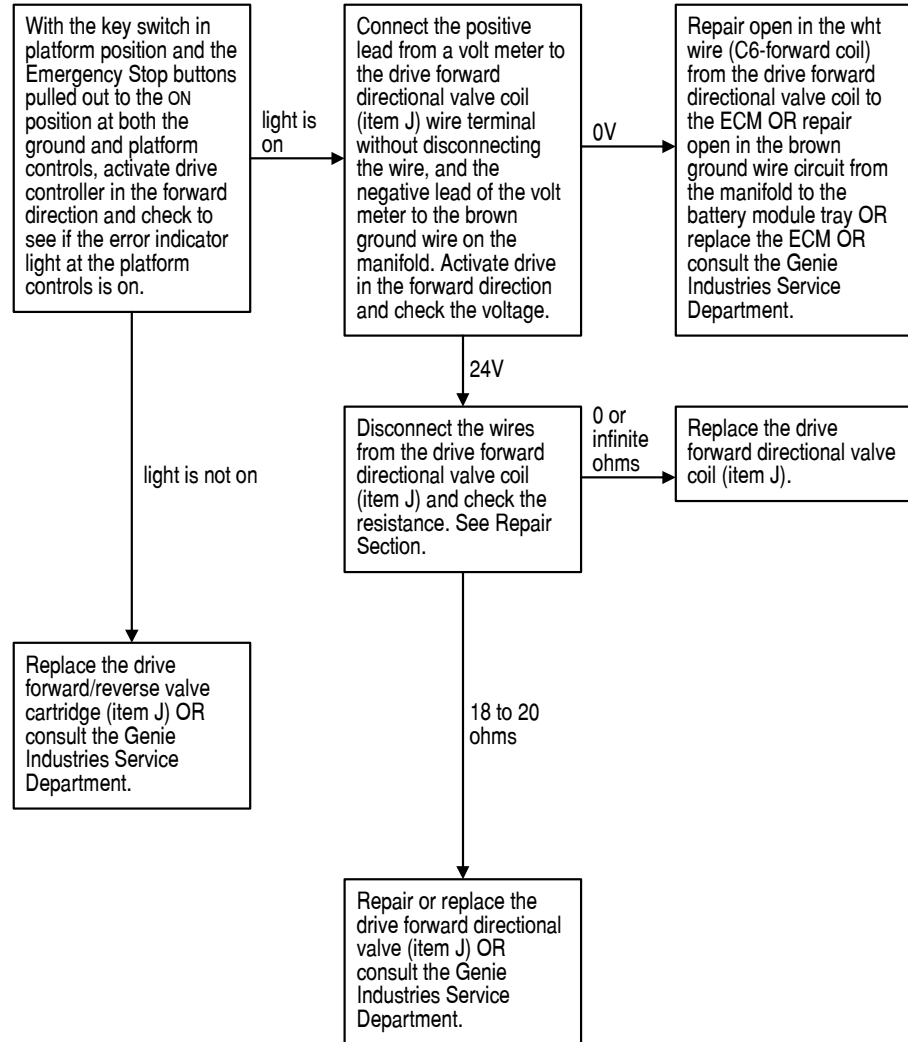 With the key switch in
platform position and the
Emergency Stop buttons
pulled out to the ON
position at both the
ground and platform
controls, activate drive
controller in the forward
direction and check to
see if the error indicator
light at the platform
controls is on.
light is
on
Connect the positive
lead from a volt meter to
the drive forward
directional valve coil
(item J) wire terminal
without disconnecting
the wire, and the
negative lead of the volt
meter to the brown
ground wire on the
manifold. Activate drive
in the forward direction
and check the voltage.
0V
Repair open in the wht
wire (C6-forward coil)
from the drive forward
directional valve coil to
the ECM OR repair
open in the brown
ground wire circuit from
the manifold to the
battery module tray OR
replace the ECM OR
consult the Genie
Industries Service
Department.
24V
light is not on
Disconnect the wires
from the drive forward
directional valve coil
(item J) and check the
resistance. See Repair
Section.
0 or
infinite
ohms
Replace the drive
forward directional valve
coil (item J).
Replace the drive
forward/reverse valve
cartridge (item J) OR
consult the Genie
Industries Service
Department.
18 to 20
ohms
Repair or replace the
drive forward directional
valve (item J) OR
consult the Genie
Industries Service
Department.